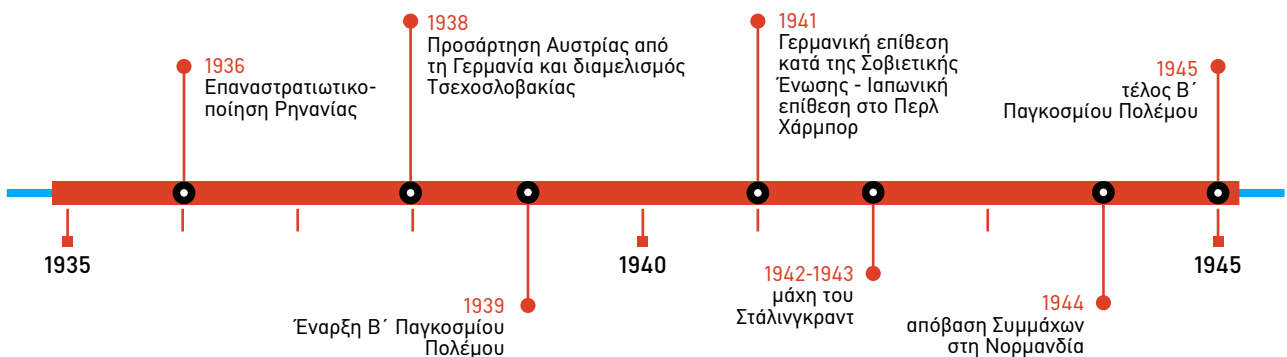 1936
Επαναστρατιωτικο-
ποίηση Ρηνανίας
1938
Προσάρτηση Αυστρίας από
τη Γερμανία και διαμελισμός
Τσεχοσλοβακίας
1941
Γερμανική επίθεση
κατά της Σοβιετικής
Ένωσης - Ιαπωνική
επίθεση στο Περλ
Χάρμπορ
1945
τέλος Β΄
Παγκοσμίου Πολέμου
1935
1940
1945
1939
Έναρξη Β΄ Παγκοσμίου
Πολέμου
1942-1943
μάχη του
Στάλινγκραντ
1944
απόβαση Συμμάχων
στη Νορμανδία